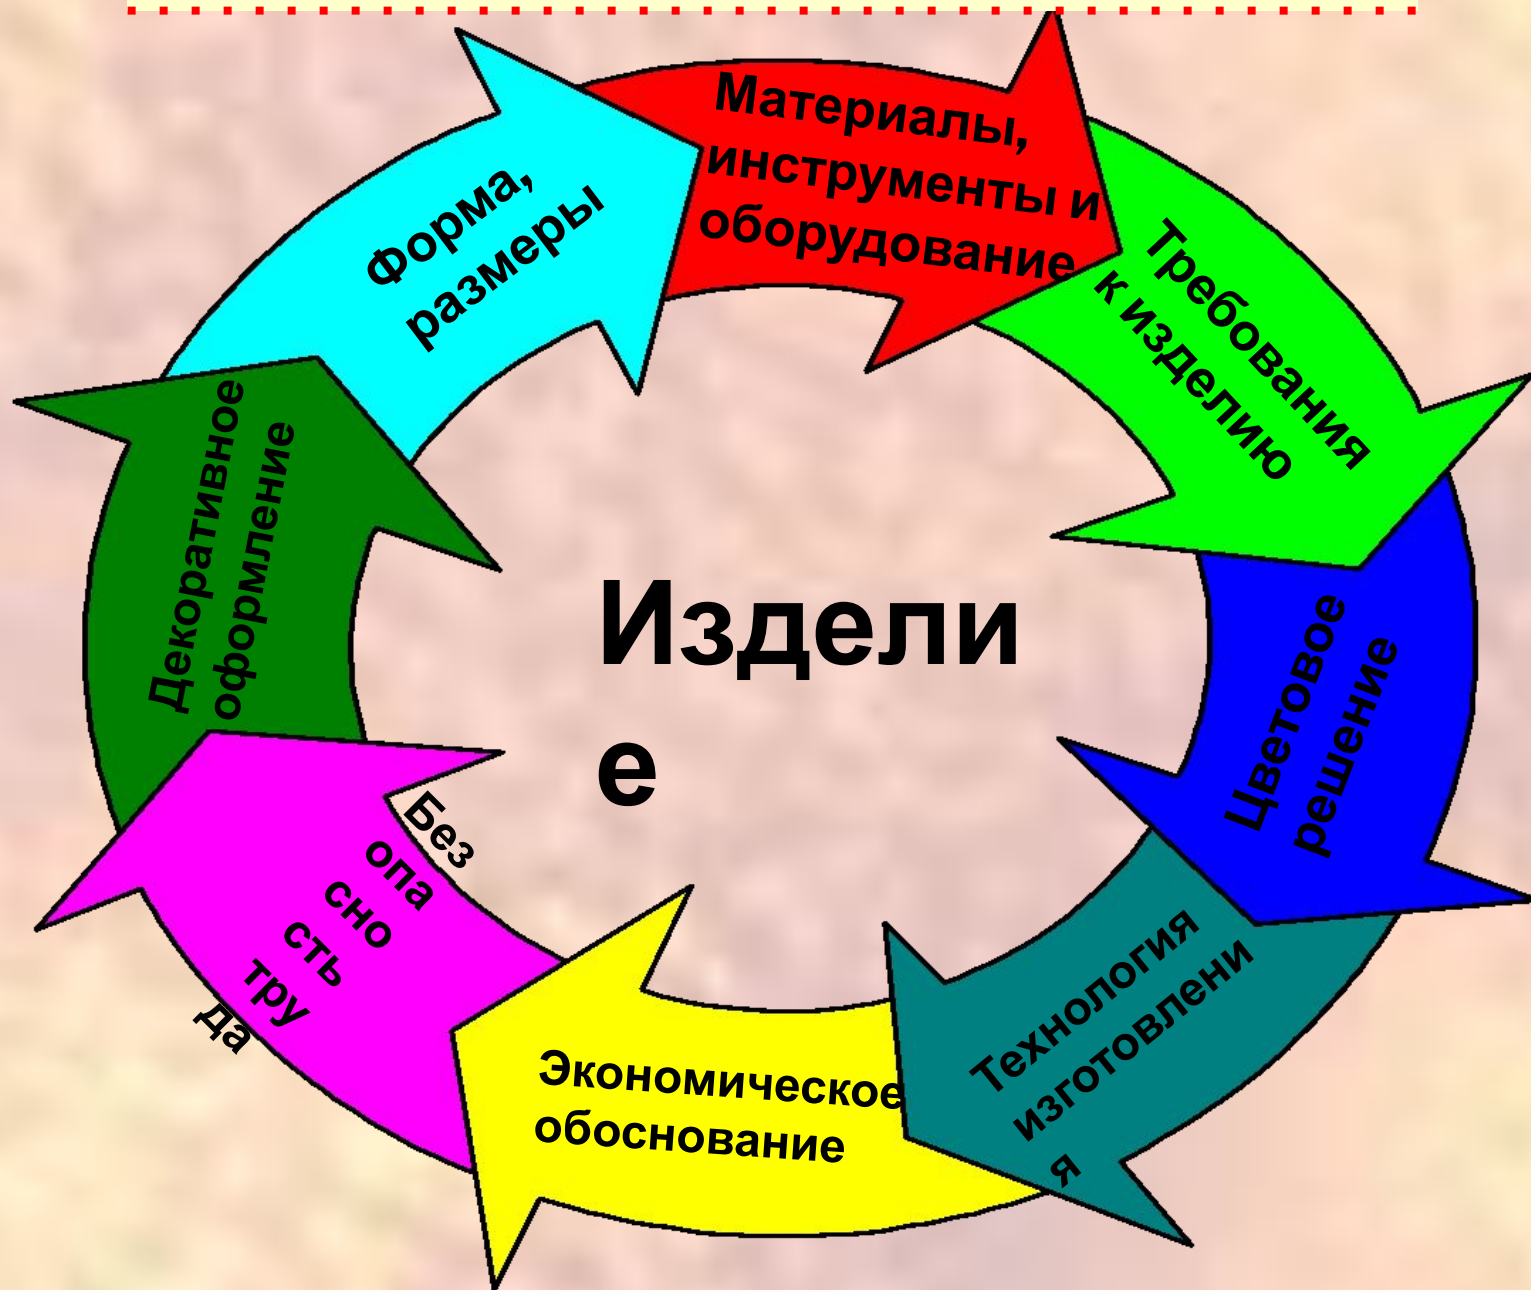 Материалы,
инструменты и
оборудование
Требования
к изделию
Цветовое
решение
Технология
изготовлени
я
Экономическое
обоснование
Без
опа
сно
сть
тру
да
Декоративное
оформление
Форма,
размеры
Издели
е